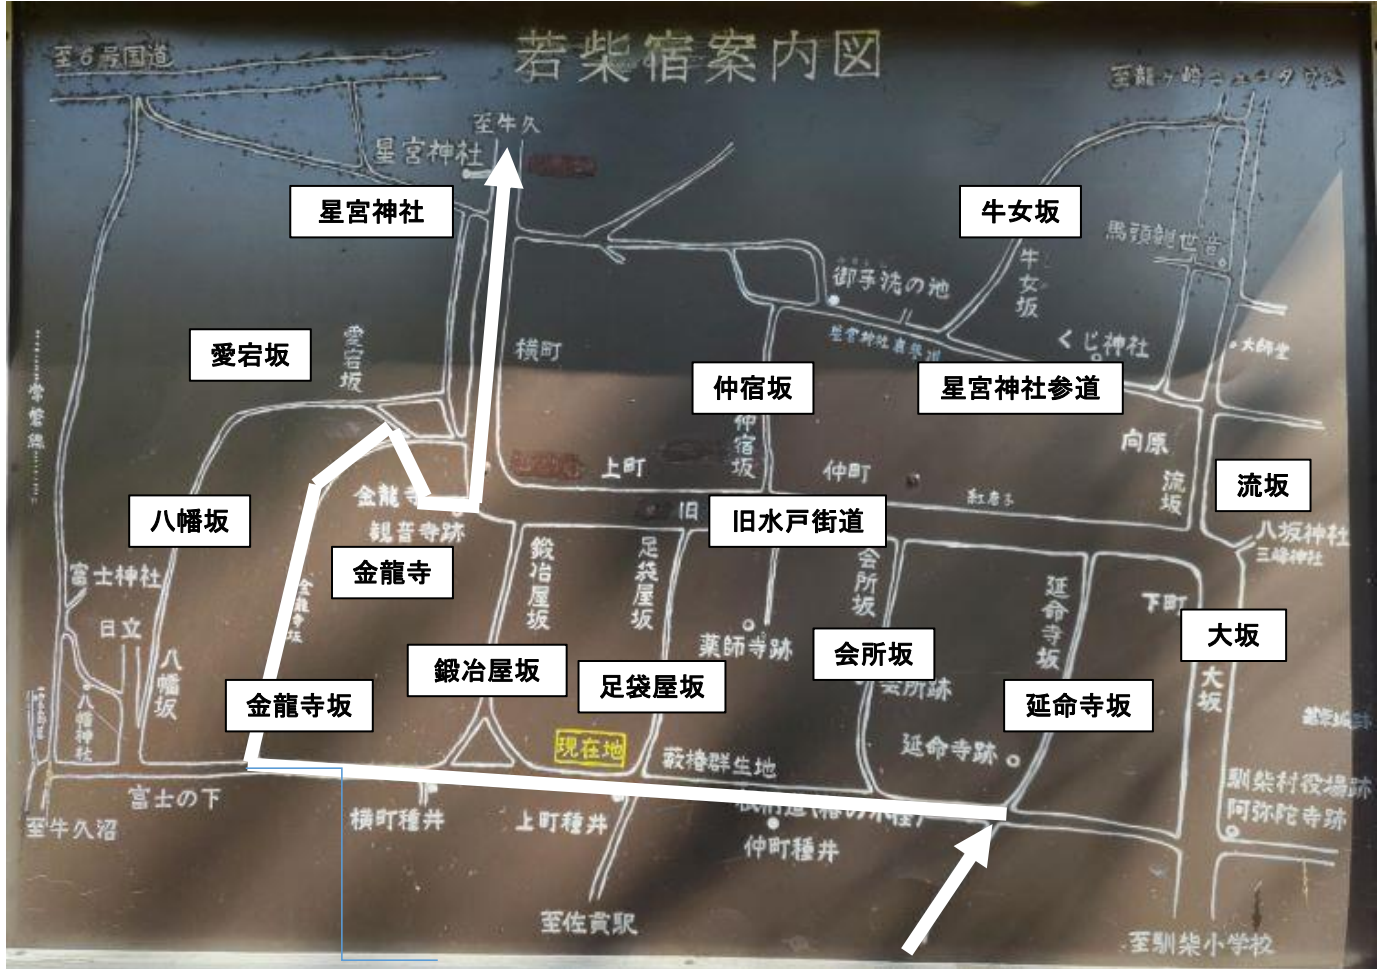 若柴宿案内図
至6号国道
至龍ヶ崎ニュータウン
至牛久
星宮神社
星宮神社
牛女坂
馬頭観世音
牛女坂
御手洗の池
星宮神社裏参道
くじ神社
大師堂
愛宕坂
愛宕坂
横町
常磐線
仲宿坂
星宮神社参道
仲宿坂
向原
上町
仲町
流坂
流坂
金龍寺
八幡坂
観音寺跡
旧
旧水戸街道
八坂神社
三峰神社
金龍寺
鍛冶屋坂
足袋屋坂
会所坂
延命寺坂
下町
富士神社
日立
金龍寺坂
大坂
薬師寺跡
会所坂
鍛冶屋坂
足袋屋坂
会所跡
大坂
八幡坂
金龍寺坂
延命寺坂
八幡神社
現在地
延命寺跡
薮椿群生地
馴柴村役場跡
富士の下
阿弥陀寺跡
至牛久沼
横町種井
上町種井
仲町種井
至佐貫駅
至馴柴小学校